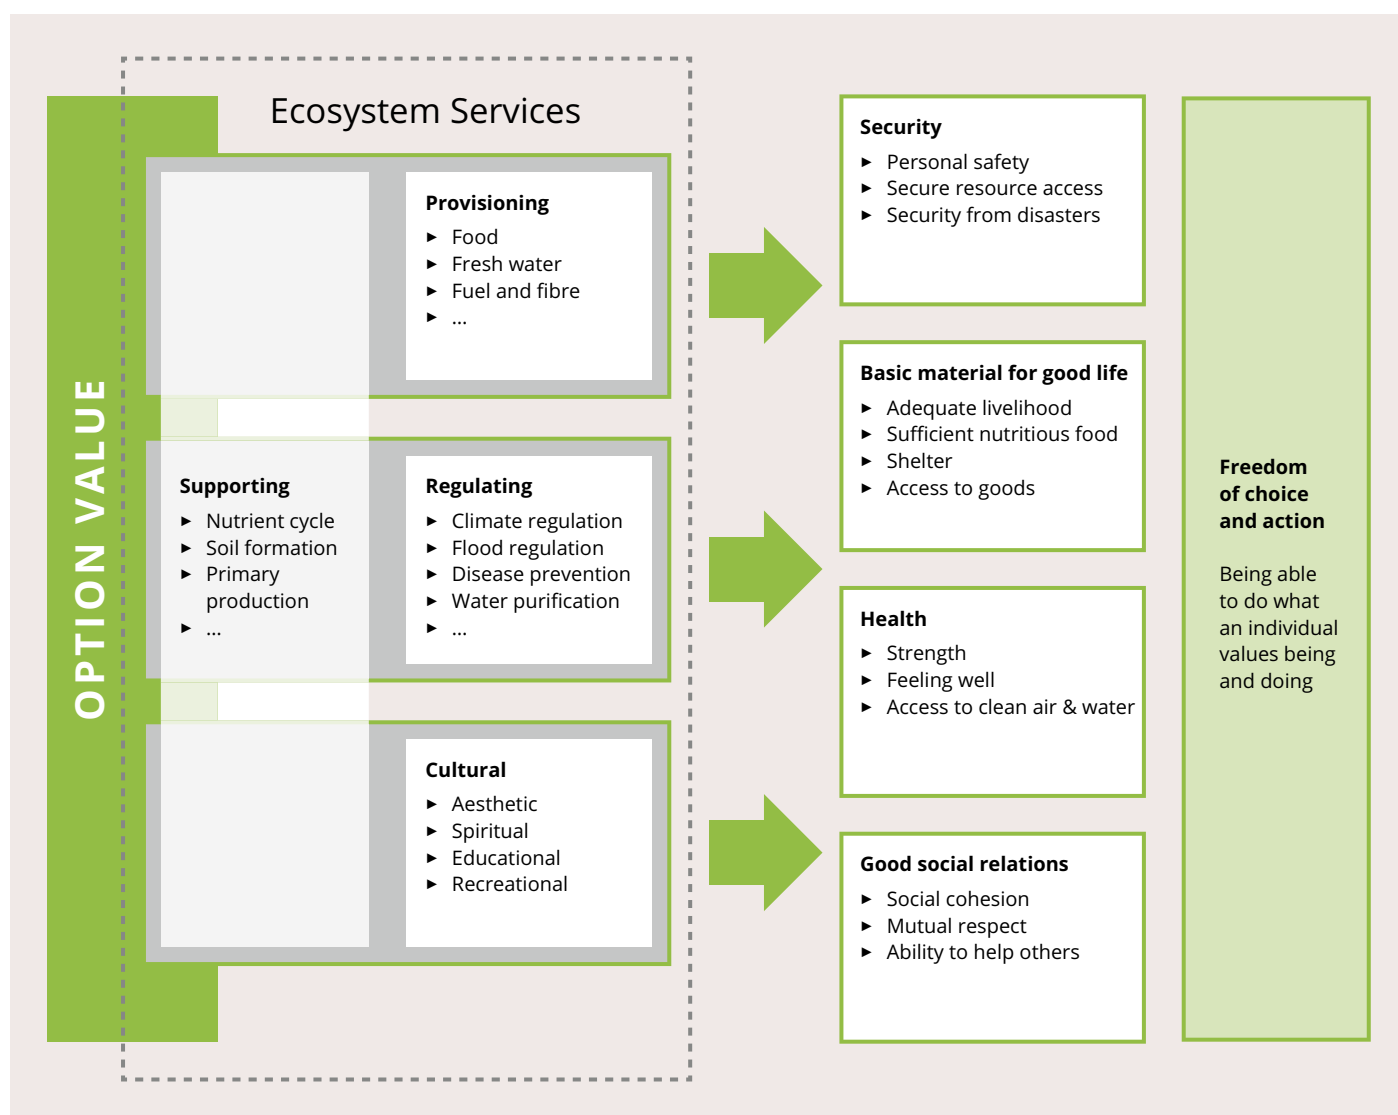 Ecosystem Services
OPTION VALUE
Provisioning
► Food
► Fresh water
► Fuel and fibre
► ...
Supporting
► Nutrient cycle
► Soil formation
► Primary
production
► ...
Regulating
► Climate regulation
► Flood regulation
► Disease prevention
► Water purification
► ...
Cultural
► Aesthetic
► Spiritual
► Educational
► Recreational
Security
► Personal safety
► Secure resource access
► Security from disasters
Basic material for good life
► Adequate livelihood
► Sufficient nutritious food
► Shelter
► Access to goods
Health
► Strength
► Feeling well
► Access to clean air & water
Good social relations
► Social cohesion
► Mutual respect
► Ability to help others
Freedom
of choice
and action
Being able
to do what
an individual
values being
and doing